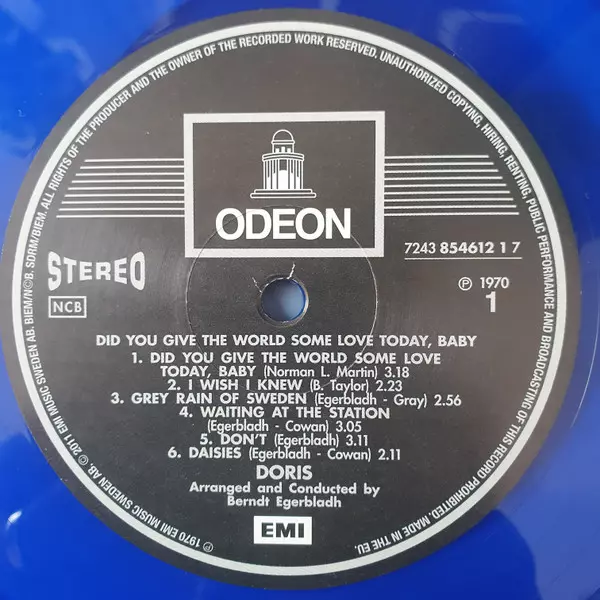 ALL RIGHTS OF THE PRODUCER AND THE OWNER OF THE RECORDED WORK RESERVED. UNAUTHORIZED COPYING, HIRING, RENTING, PUBLIC PERFORMANCE AND BROADCASTING OF THIS RECORD PROHIBITED. MADE IN THE EU.
℗ 1970 EMI MUSIC SWEDEN AB. © 2011 EMI MUSIC SWEDEN AB. BIEM/N©B. SDRM/BIEM.
ODEON
STEREO
NCB
7243 854612 1 7
℗ 1970
1
DID YOU GIVE THE WORLD SOME LOVE TODAY, BABY
1. DID YOU GIVE THE WORLD SOME LOVE
TODAY, BABY (Norman L. Martin) 3.18
2. I WISH I KNEW (B. Taylor) 2.23
3. GREY RAIN OF SWEDEN (Egerbladh - Gray) 2.56
4. WAITING AT THE STATION
(Egerbladh - Cowan) 3.05
5. DON'T (Egerbladh) 3.11
6. DAISIES (Egerbladh - Cowan) 2.11
DORIS
Arranged and Conducted by
Berndt Egerbladh
EMI